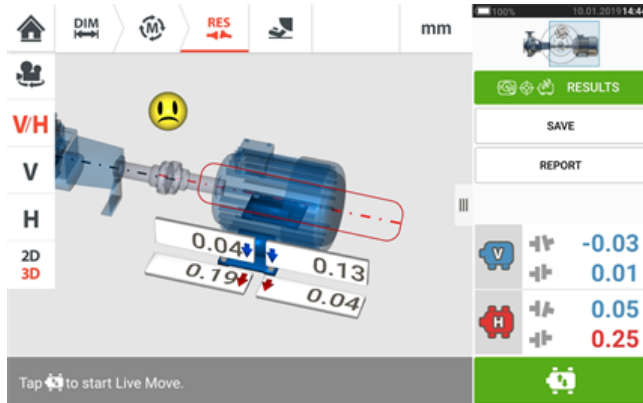 DIM
M
RES
mm
100%
10.01.2019 14:44
V/H
V
H
2D
3D
0.04
0.13
0.19
0.04
RESULTS
SAVE
REPORT
V
-0.03
0.01
H
0.05
0.25
Tap to start Live Move.